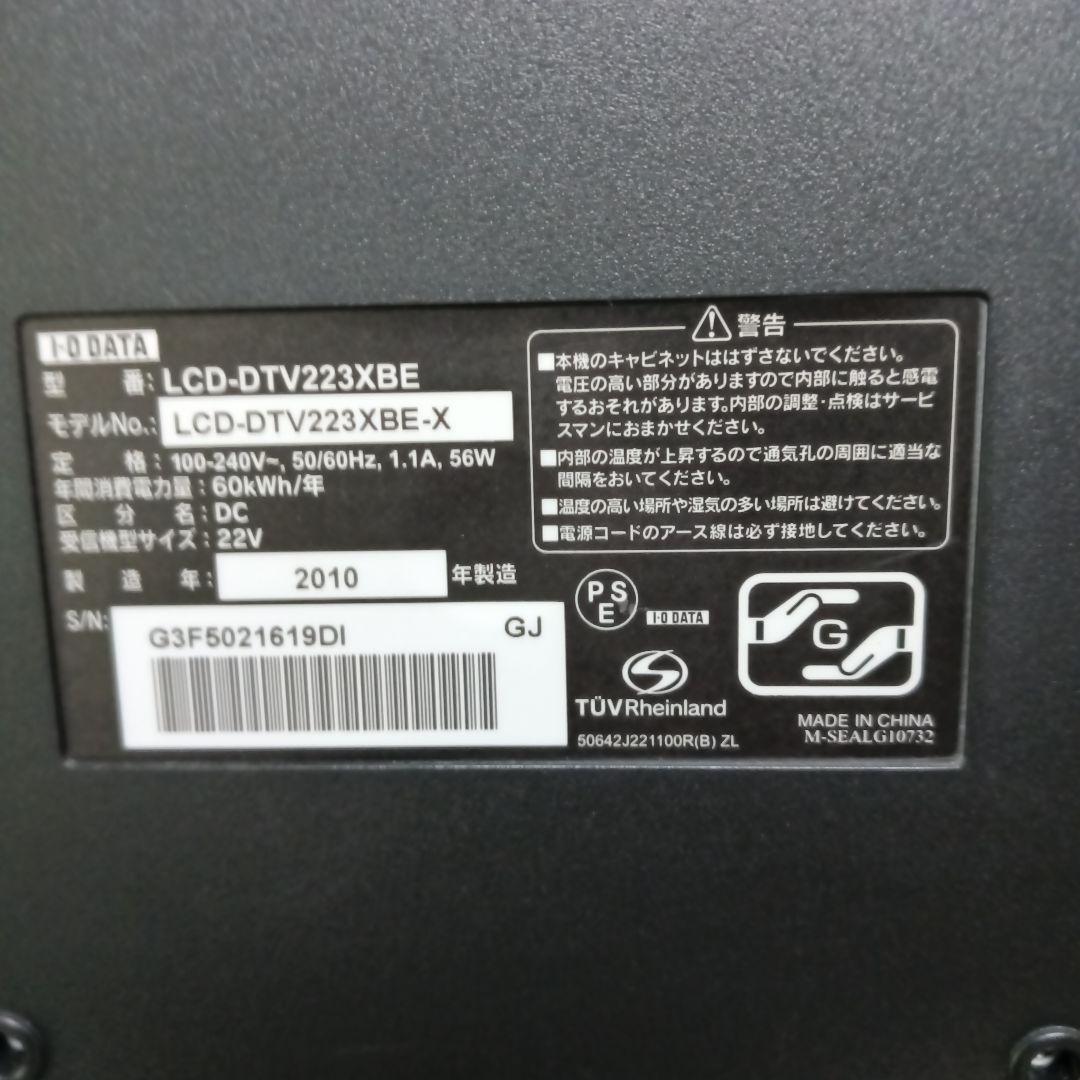 I-O DATA
型 番: LCD-DTV223XBE
モデルNo.: LCD-DTV223XBE-X
定 格: 100-240V~, 50/60Hz, 1.1A, 56W
年間消費電力量: 60kWh/年
区 分 名: DC
受信機型サイズ: 22V
製 造 年: 2010 年製造
S/N: G3F5021619DI GJ
警告
■本機のキャビネットははずさないでください。
電圧の高い部分がありますので内部に触ると感電
するおそれがあります。内部の調整・点検はサービ
スマンにおまかせください。
■内部の温度が上昇するので通気孔の周囲に適当な
間隔をおいてください。
■温度の高い場所や湿気の多い場所は避けてください。
■電源コードのアース線は必ず接地してください。
PSE
I-O DATA
G
TÜVRheinland
50642J221100R(B) ZL
MADE IN CHINA
M-SEALG10732